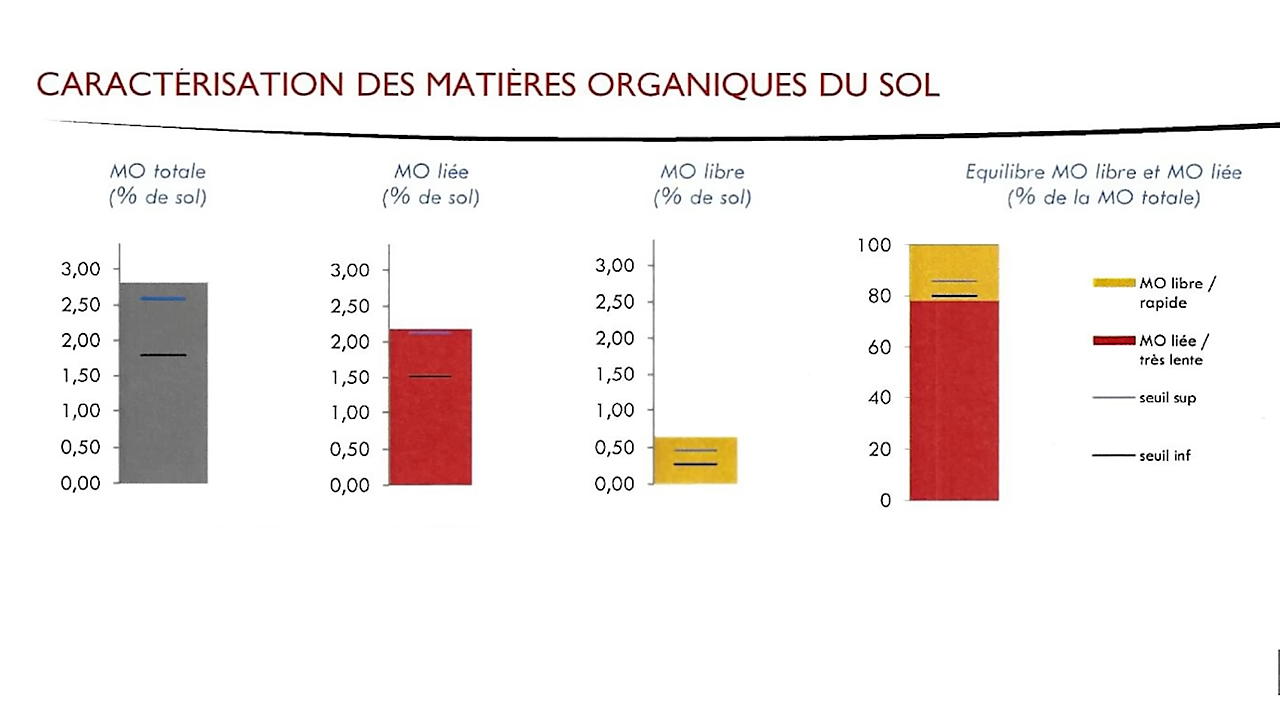 CARACTÉRISATION DES MATIÈRES ORGANIQUES DU SOL
MO totale
(% de sol)
3,00
2,50
2,00
1,50
1,00
0,50
0,00
MO liée
(% de sol)
3,00
2,50
2,00
1,50
1,00
0,50
0,00
MO libre
(% de sol)
3,00
2,50
2,00
1,50
1,00
0,50
0,00
Equilibre MO libre et MO liée
(% de la MO totale)
100
80
60
40
20
0
MO libre /
rapide
MO liée /
très lente
seuil sup
seuil inf